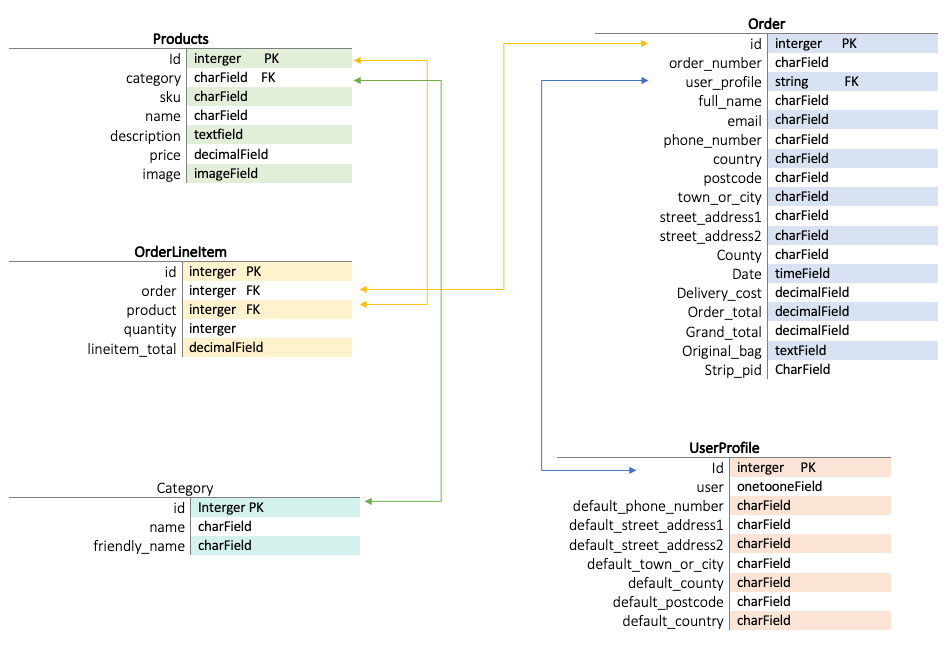 Products
Id interger PK
category charField FK
sku charField
name charField
description textfield
price decimalField
image imageField
OrderLineItem
id interger PK
order interger FK
product interger FK
quantity interger
lineitem_total decimalField
Category
id Interger PK
name charField
friendly_name charField
Order
id interger PK
order_number charField
user_profile string FK
full_name charField
email charField
phone_number charField
country charField
postcode charField
town_or_city charField
street_address1 charField
street_address2 charField
County charField
Date timeField
Delivery_cost decimalField
Order_total decimalField
Grand_total decimalField
Original_bag textField
Strip_pid CharField
UserProfile
Id interger PK
user onetooneField
default_phone_number charField
default_street_address1 charField
default_street_address2 charField
default_town_or_city charField
default_county charField
default_postcode charField
default_country charField